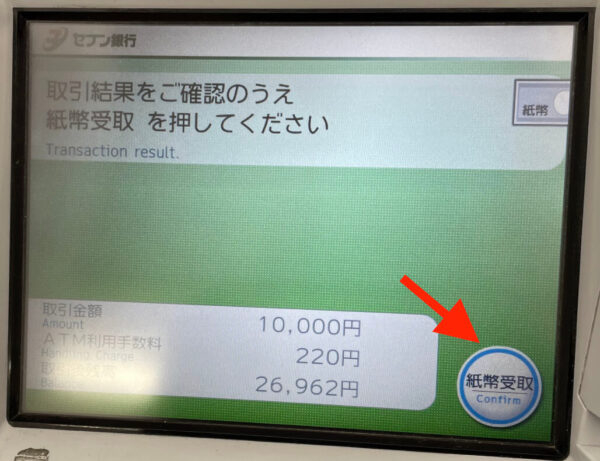 セブン銀行
取引結果をご確認のうえ
紙幣受取 を押してください
Transaction result.
紙幣
取引金額 10,000円
Amount
ATM利用手数料 220円
Handling Charge
26,962円
Balance
紙幣受取
Confirm